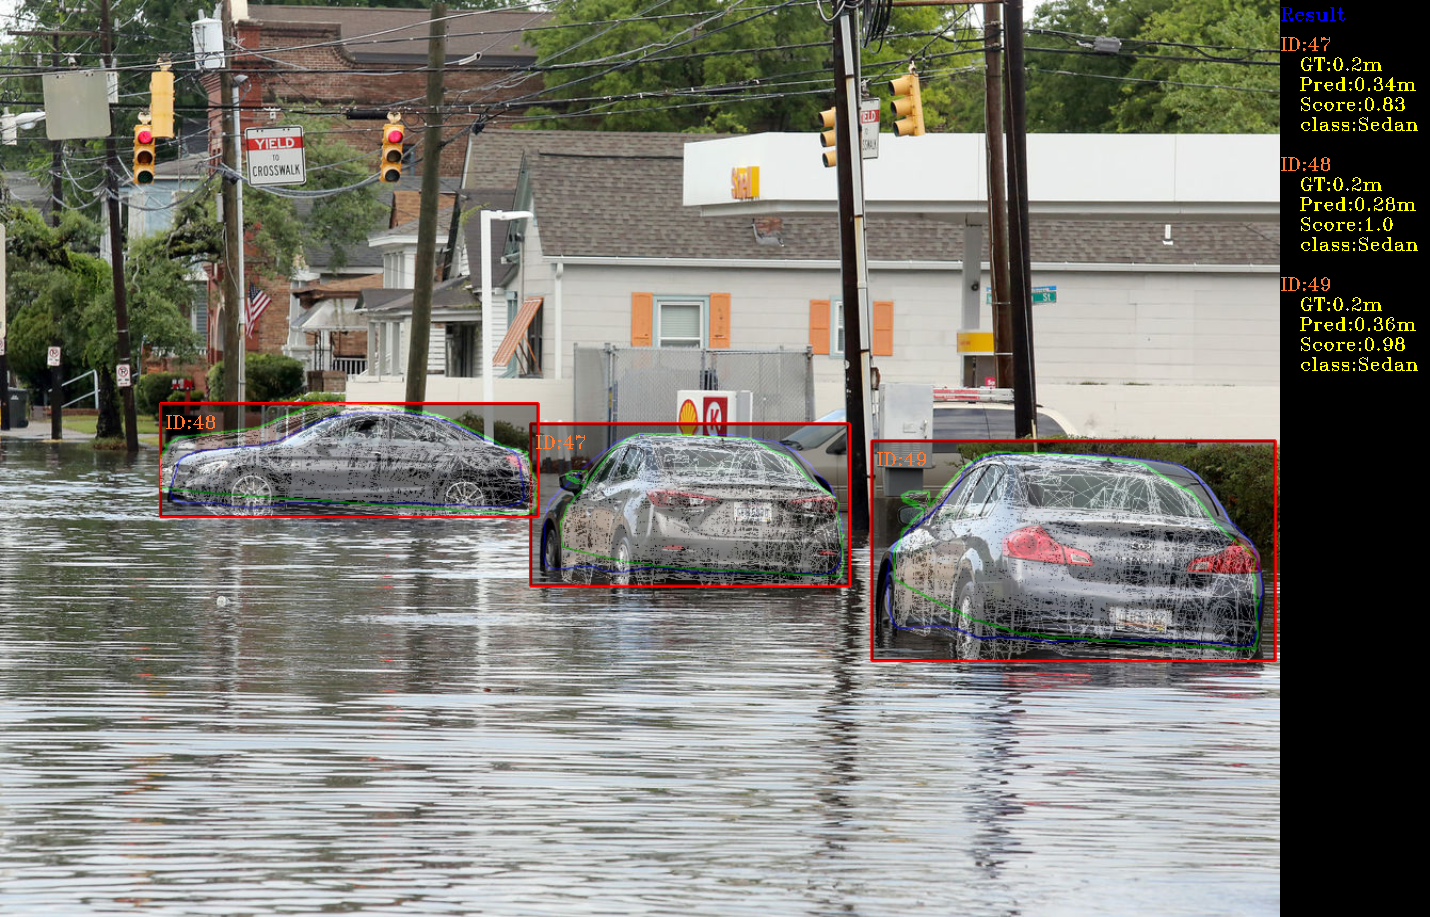 Result
ID:47
GT:0.2m
Pred:0.34m
Score:0.83
class:Sedan
ID:48
GT:0.2m
Pred:0.28m
Score:1.0
class:Sedan
ID:49
GT:0.2m
Pred:0.36m
Score:0.98
class:Sedan
YIELD
TO
CROSSWALK
St
ID:48
ID:47
ID:49
K